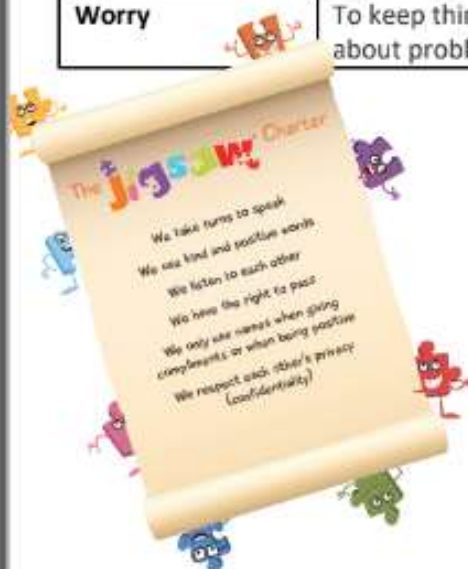 Worry
To keep thin
about probl
The Jigsaw Charter
We take turns to speak
We use kind and positive words
We listen to each other
We have the right to pass
We only use names when giving
compliments or when being positive
We respect each other's privacy
(confidentiality)